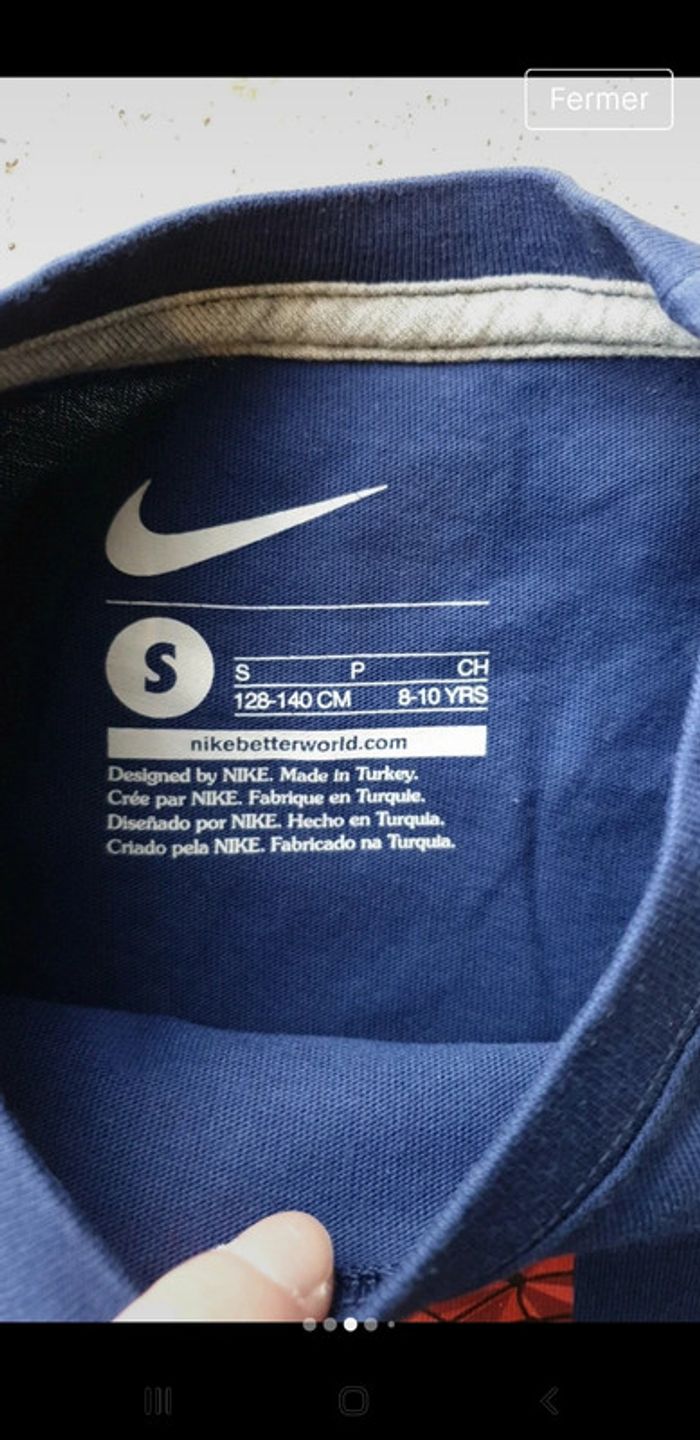 Fermer
S
S P CH
128-140 CM 8-10 YRS
nikebetterworld.com
Designed by NIKE. Made in Turkey.
Crée par NIKE. Fabrique en Turquie.
Diseñado por NIKE. Hecho en Turquia.
Criado pela NIKE. Fabricado na Turquia.